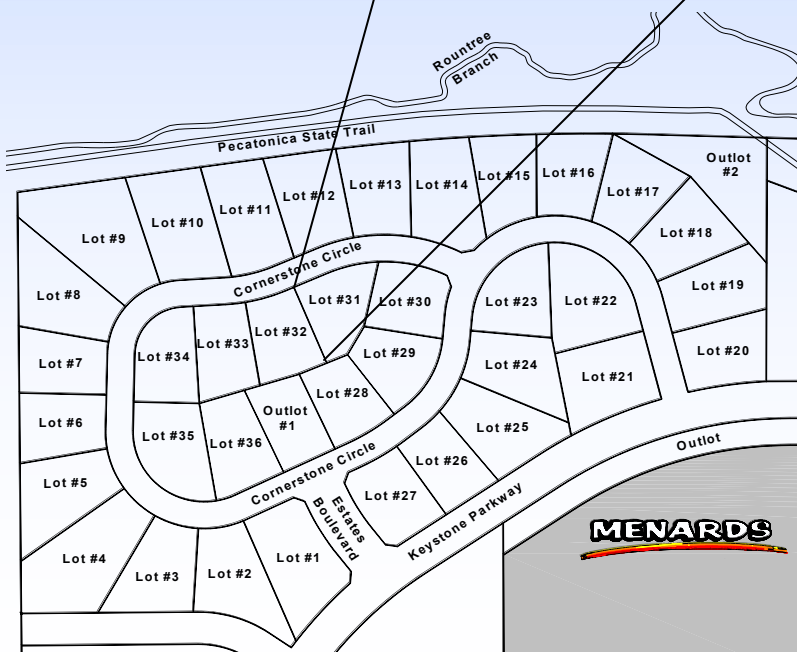 Rountree
Branch
Pecatonica State Trail
Outlot
#2
Lot #16
Lot #15
Lot #14
Lot #13
Lot #12
Lot #11
Lot #10
Lot #9
Lot #17
Lot #18
Lot #19
Lot #20
Cornerstone Circle
Lot #8
Lot #7
Lot #6
Lot #5
Lot #31
Lot #30
Lot #23
Lot #22
Lot #32
Lot #33
Lot #34
Lot #29
Lot #24
Lot #21
Lot #28
Outlot
#1
Lot #36
Lot #35
Lot #25
Lot #26
Lot #27
Cornerstone Circle
Estates
Boulevard
Keystone Parkway
Outlot
MENARDS
Lot #4
Lot #3
Lot #2
Lot #1